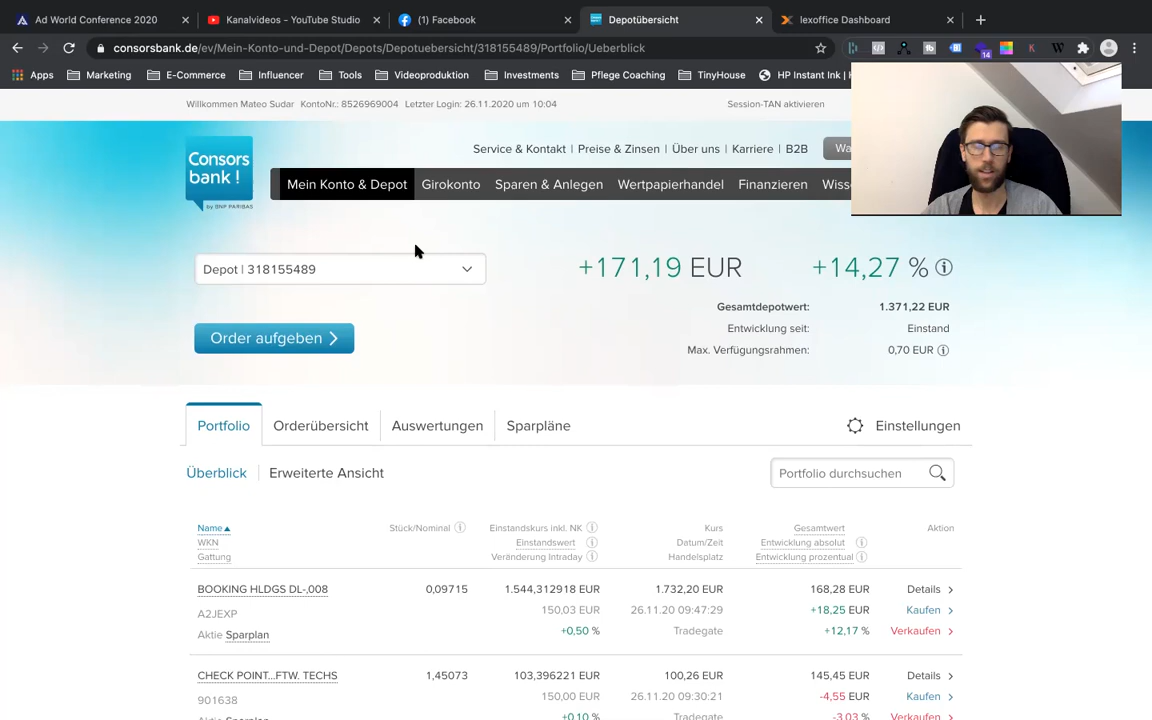 Ad World Conference 2020
Kanalvideos - YouTube Studio
(1) Facebook
Depotübersicht
lexoffice Dashboard
consorsbank.de/ev/Mein-Konto-und-Depot/Depots/Depotuebersicht/318155489/Portfolio/Ueberblick
14
Apps
Marketing
E-Commerce
Influencer
Tools
Videoproduktion
Investments
Pflege Coaching
TinyHouse
HP Instant Ink |
Willkommen Mateo Sudar KontoNr.: 8526969004 Letzter Login: 26.11.2020 um 10:04
Session-TAN aktivieren
Consors
bank!
by BNP PARIBAS
Service & Kontakt | Preise & Zinsen | Über uns | Karriere | B2B
Mein Konto & Depot
Girokonto
Sparen & Anlegen
Wertpapierhandel
Finanzieren
Depot | 318155489
+171,19 EUR
+14,27 %
Gesamtdepotwert: 1.371,22 EUR
Entwicklung seit: Einstand
Max. Verfügungsrahmen: 0,70 EUR
Order aufgeben
Portfolio
Orderübersicht
Auswertungen
Sparpläne
Einstellungen
Überblick
Erweiterte Ansicht
Portfolio durchsuchen
Name Stück/Nominal Einstandskurs inkl. NK Kurs Gesamtwert Aktion
WKN Einstandswert Datum/Zeit Entwicklung absolut
Gattung Veränderung Intraday Handelsplatz Entwicklung prozentual
BOOKING HLDGS DL-,008 0,09715 1.544,312918 EUR 1.732,20 EUR 168,28 EUR Details
A2JEXP 150,03 EUR 26.11.20 09:47:29 +18,25 EUR Kaufen
Aktie Sparplan +0,50 % Tradegate +12,17 % Verkaufen
CHECK POINT...FTW. TECHS 1,45073 103,396221 EUR 100,26 EUR 145,45 EUR Details
901638 150,00 EUR 26.11.20 09:30:21 -4,55 EUR Kaufen
Aktie Sparplan +0,10 % Tradegate -3,03 % Verkaufen